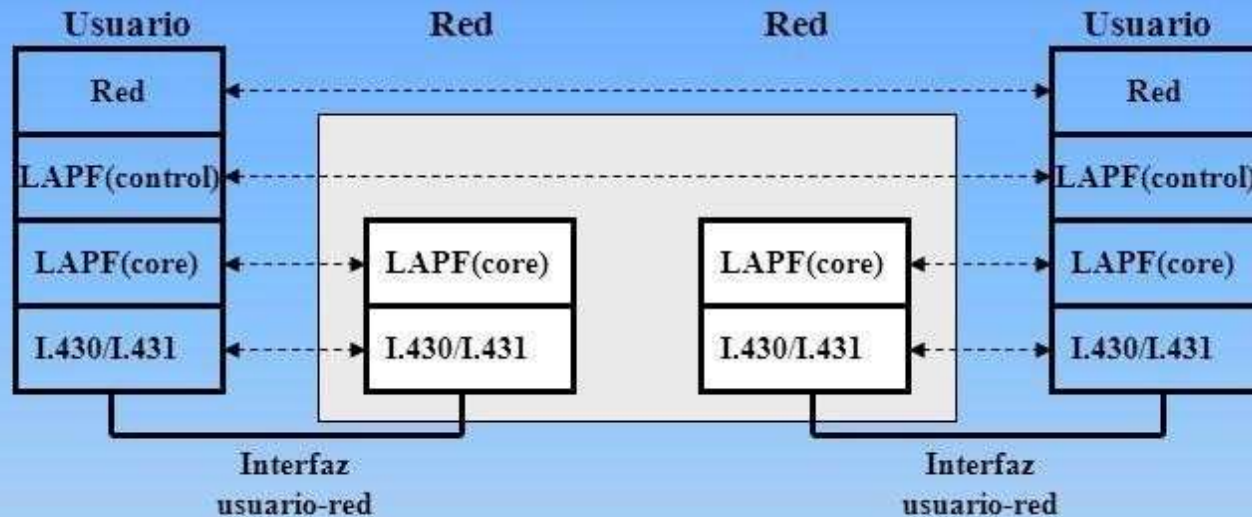 Usuario Red Red Usuario
Red Red
LAPF(control) LAPF(control)
LAPF(core) LAPF(core) LAPF(core) LAPF(core)
I.430/I.431 I.430/I.431 I.430/I.431 I.430/I.431
Interfaz Interfaz
usuario-red usuario-red